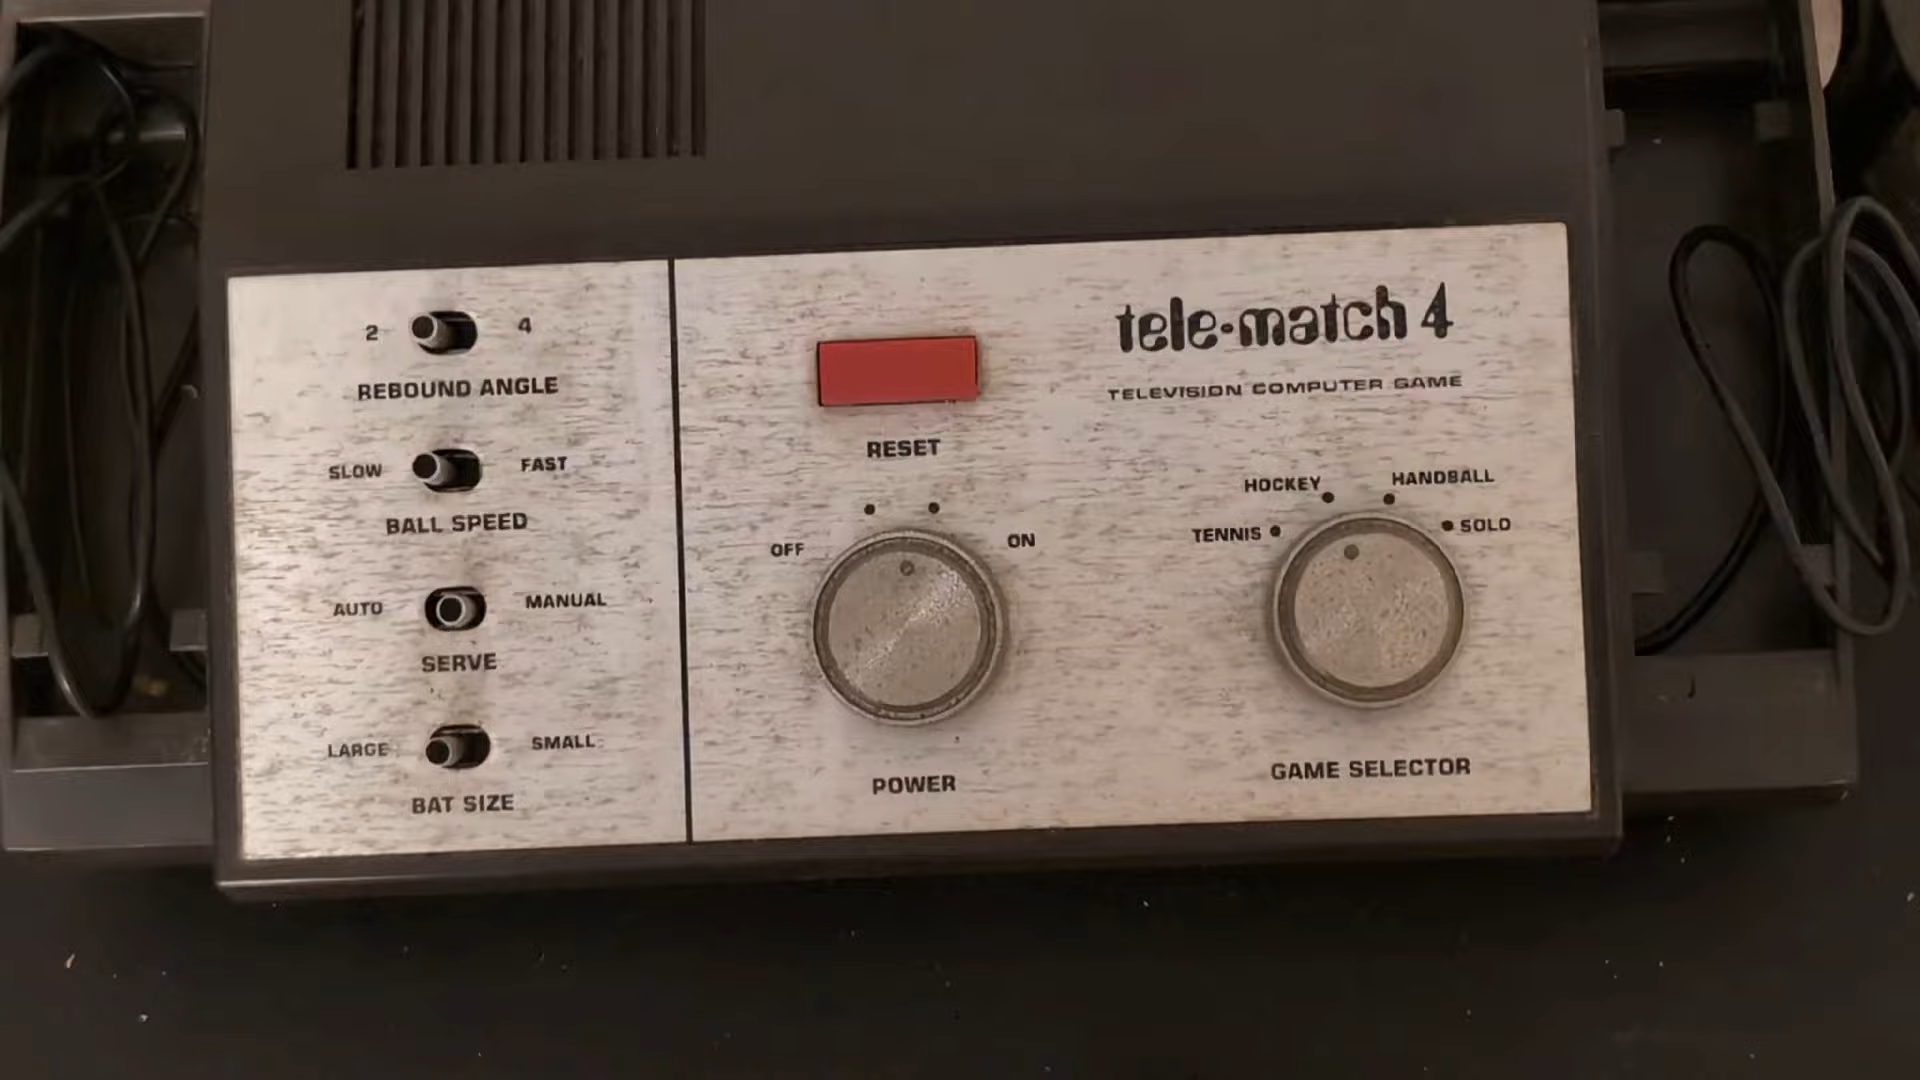 2 4
REBOUND ANGLE
SLOW FAST
BALL SPEED
AUTO MANUAL
SERVE
LARGE SMALL
BAT SIZE
RESET
OFF ON
POWER
tele-match 4
TELEVISION COMPUTER GAME
HOCKEY HANDBALL
TENNIS SOLO
GAME SELECTOR